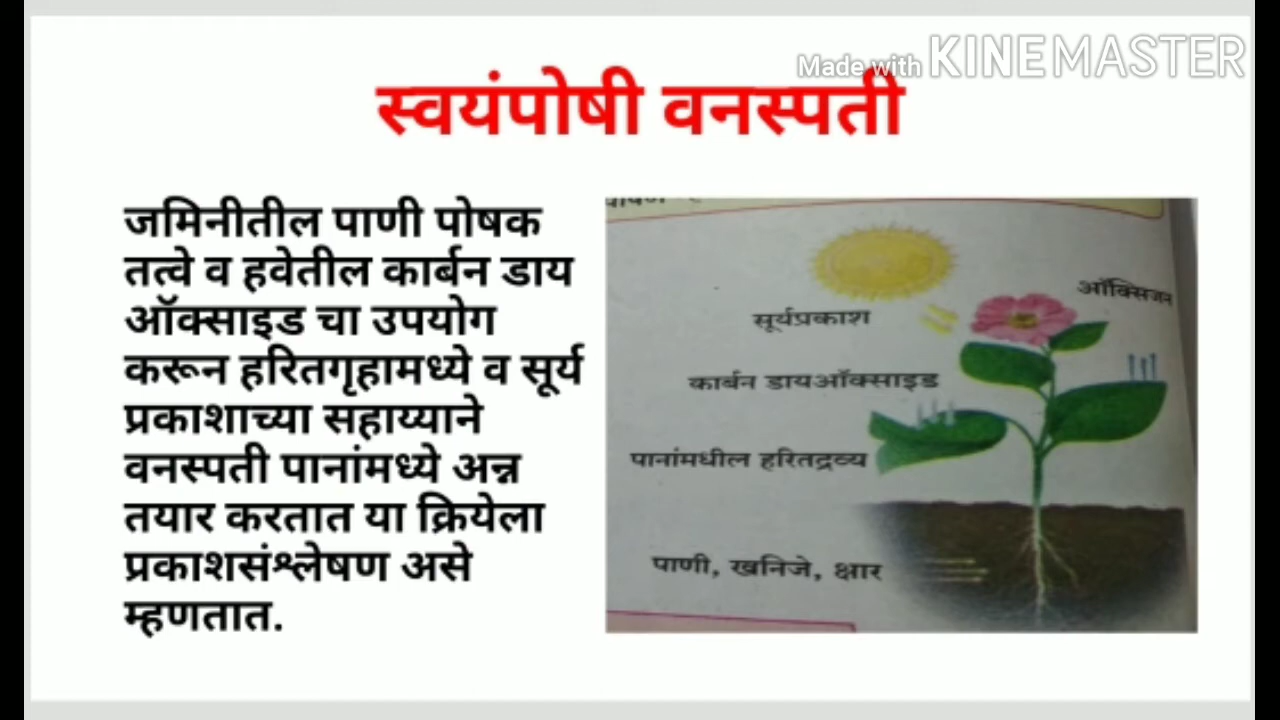 Made with KINEMASTER
स्वयंपोषी वनस्पती
जमिनीतील पाणी पोषक
तत्वे व हवेतील कार्बन डाय
ऑक्साइड चा उपयोग
करून हरितगृहामध्ये व सूर्य
प्रकाशाच्या सहाय्याने
वनस्पती पानांमध्ये अन्न
तयार करतात या क्रियेला
प्रकाशसंश्लेषण असे
म्हणतात.
सूर्यप्रकाश
ऑक्सिजन
कार्बन डायऑक्साइड
पानांमधील हरितद्रव्य
पाणी, खनिजे, क्षार